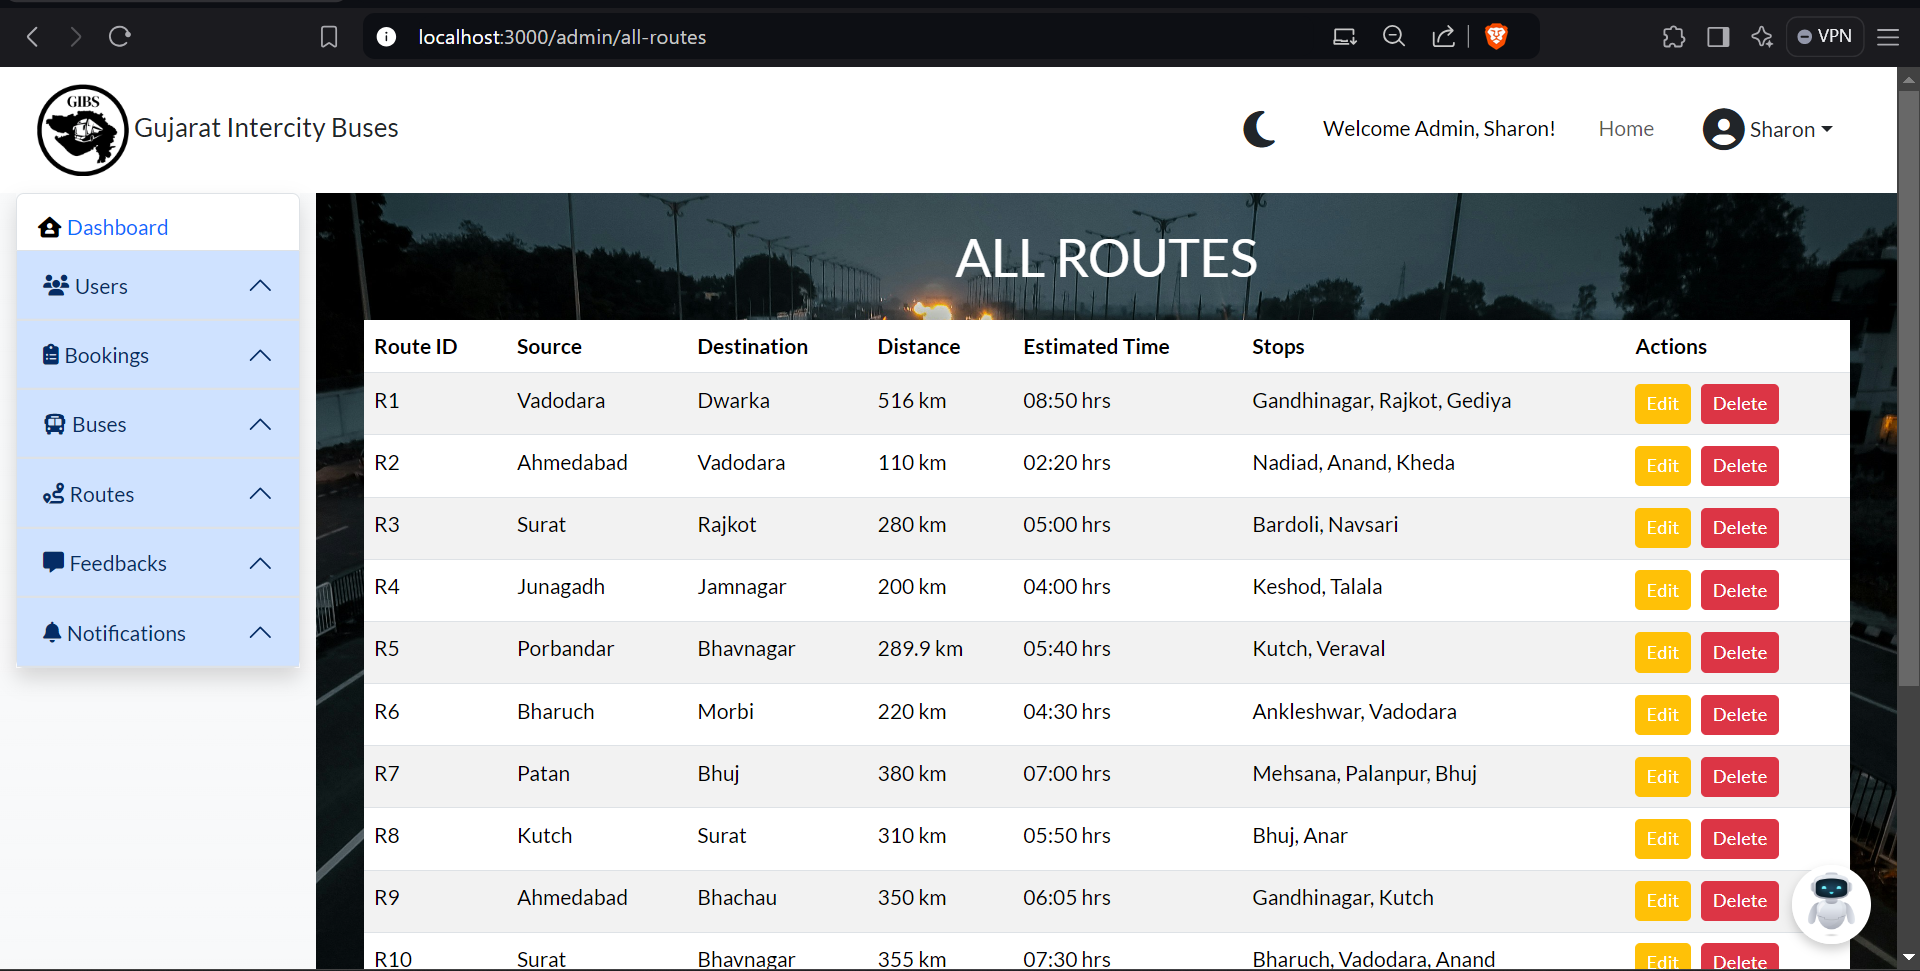 localhost:3000/admin/all-routes
VPN
GIBS
Gujarat Intercity Buses
Welcome Admin, Sharon!
Home
Sharon
Dashboard
Users
Bookings
Buses
Routes
Feedbacks
Notifications
ALL ROUTES
Route ID Source Destination Distance Estimated Time Stops Actions
R1 Vadodara Dwarka 516 km 08:50 hrs Gandhinagar, Rajkot, Gediya Edit Delete
R2 Ahmedabad Vadodara 110 km 02:20 hrs Nadiad, Anand, Kheda Edit Delete
R3 Surat Rajkot 280 km 05:00 hrs Bardoli, Navsari Edit Delete
R4 Junagadh Jamnagar 200 km 04:00 hrs Keshod, Talala Edit Delete
R5 Porbandar Bhavnagar 289.9 km 05:40 hrs Kutch, Veraval Edit Delete
R6 Bharuch Morbi 220 km 04:30 hrs Ankleshwar, Vadodara Edit Delete
R7 Patan Bhuj 380 km 07:00 hrs Mehsana, Palanpur, Bhuj Edit Delete
R8 Kutch Surat 310 km 05:50 hrs Bhuj, Anar Edit Delete
R9 Ahmedabad Bhachau 350 km 06:05 hrs Gandhinagar, Kutch Edit Delete
R10 Surat Bhavnagar 355 km 07:30 hrs Bharuch, Vadodara, Anand Edit Delete